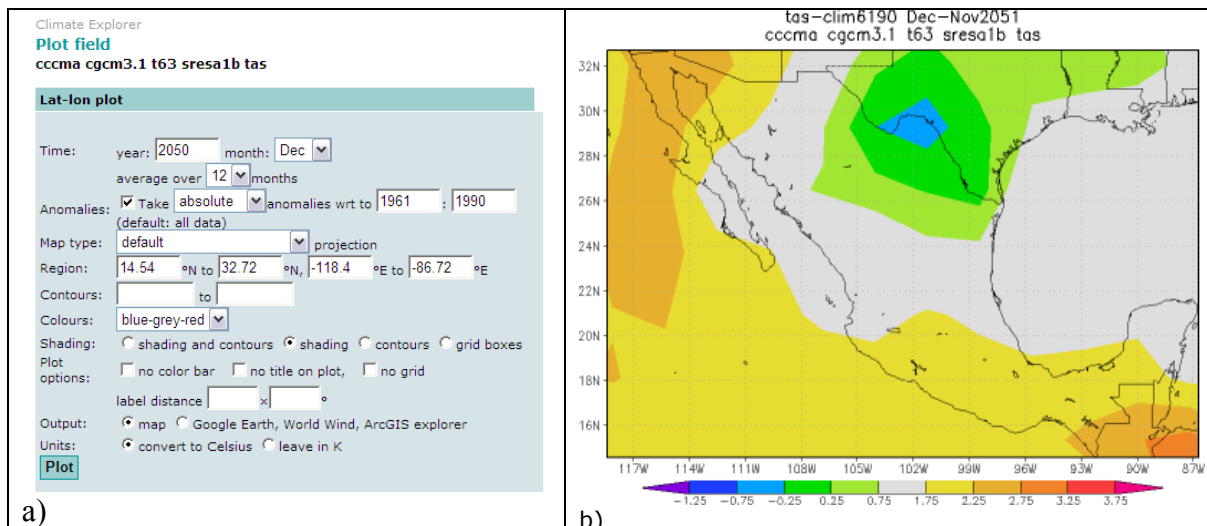 Climate Explorer
Plot field
cccma cgcm3.1 t63 sresa1b tas
Lat-lon plot
Time: year: 2050 month: Dec
average over 12 months
Anomalies: Take absolute anomalies wrt to 1961 : 1990
(default: all data)
Map type: default projection
Region: 14.54 °N to 32.72 °N, -118.4 °E to -86.72 °E
Contours: to
Colours: blue-grey-red
Shading: shading and contours shading contours grid boxes
Plot options: no color bar no title on plot, no grid
label distance × °
Output: map Google Earth, World Wind, ArcGIS explorer
Units: convert to Celsius leave in K
Plot
a)
tas-clim6190 Dec-Nov2051
cccma cgcm3.1 t63 sresa1b tas
32N
30N
28N
26N
24N
22N
20N
18N
16N
117W 114W 111W 108W 105W 102W 99W 96W 93W 90W 87W
-1.25 -0.75 -0.25 0.25 0.75 1.75 2.25 2.75 3.25 3.75
b)